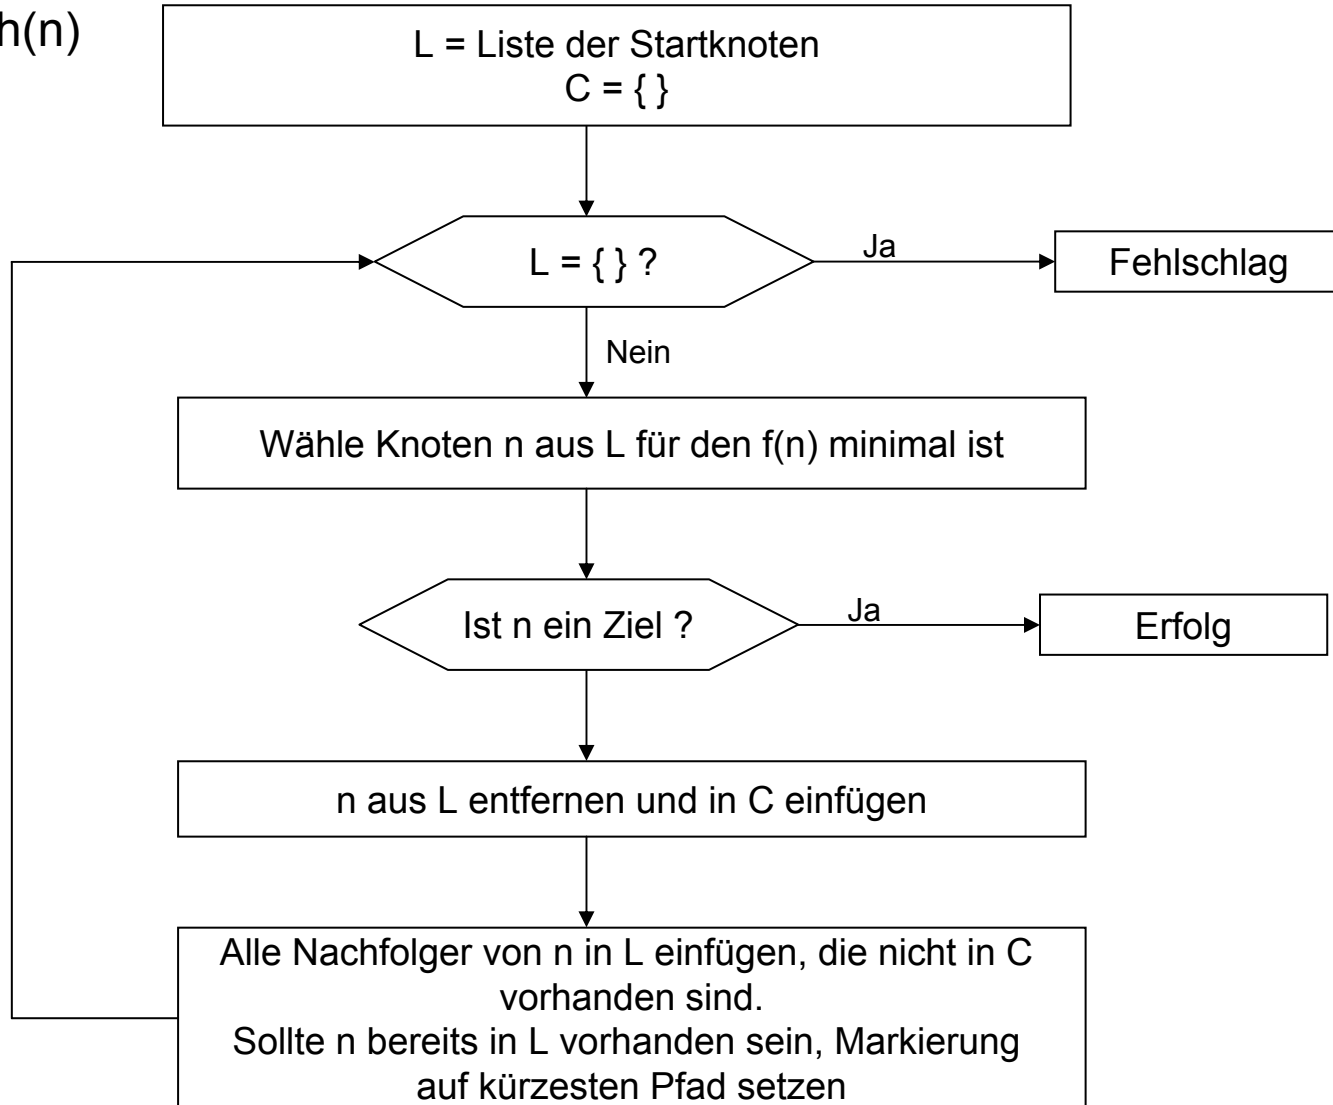 h(n)
L = Liste der Startknoten
C = { }
L = { } ?
Ja
Fehlschlag
Nein
Wähle Knoten n aus L für den f(n) minimal ist
Ist n ein Ziel ?
Ja
Erfolg
n aus L entfernen und in C einfügen
Alle Nachfolger von n in L einfügen, die nicht in C
vorhanden sind.
Sollte n bereits in L vorhanden sein, Markierung
auf kürzesten Pfad setzen